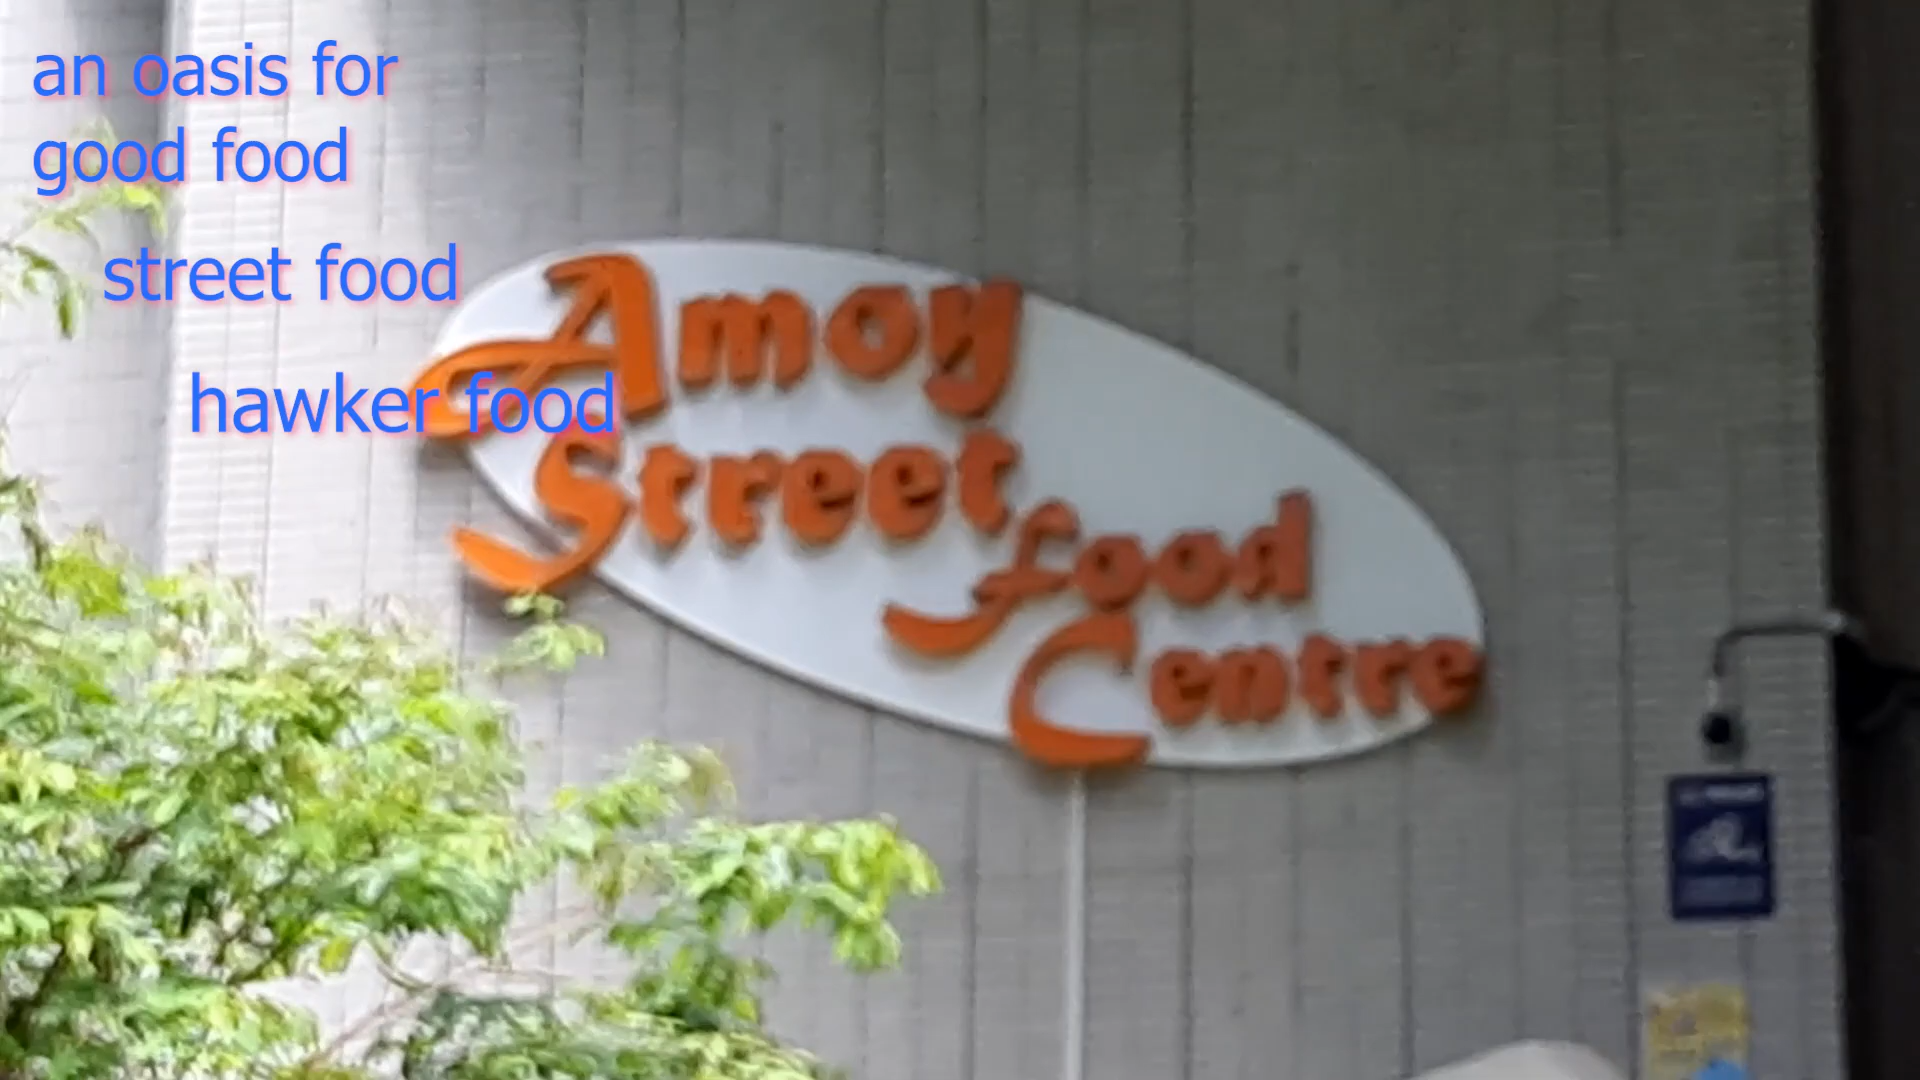 an oasis for
good food
street food
hawker food
Amoy
Street
food
Centre